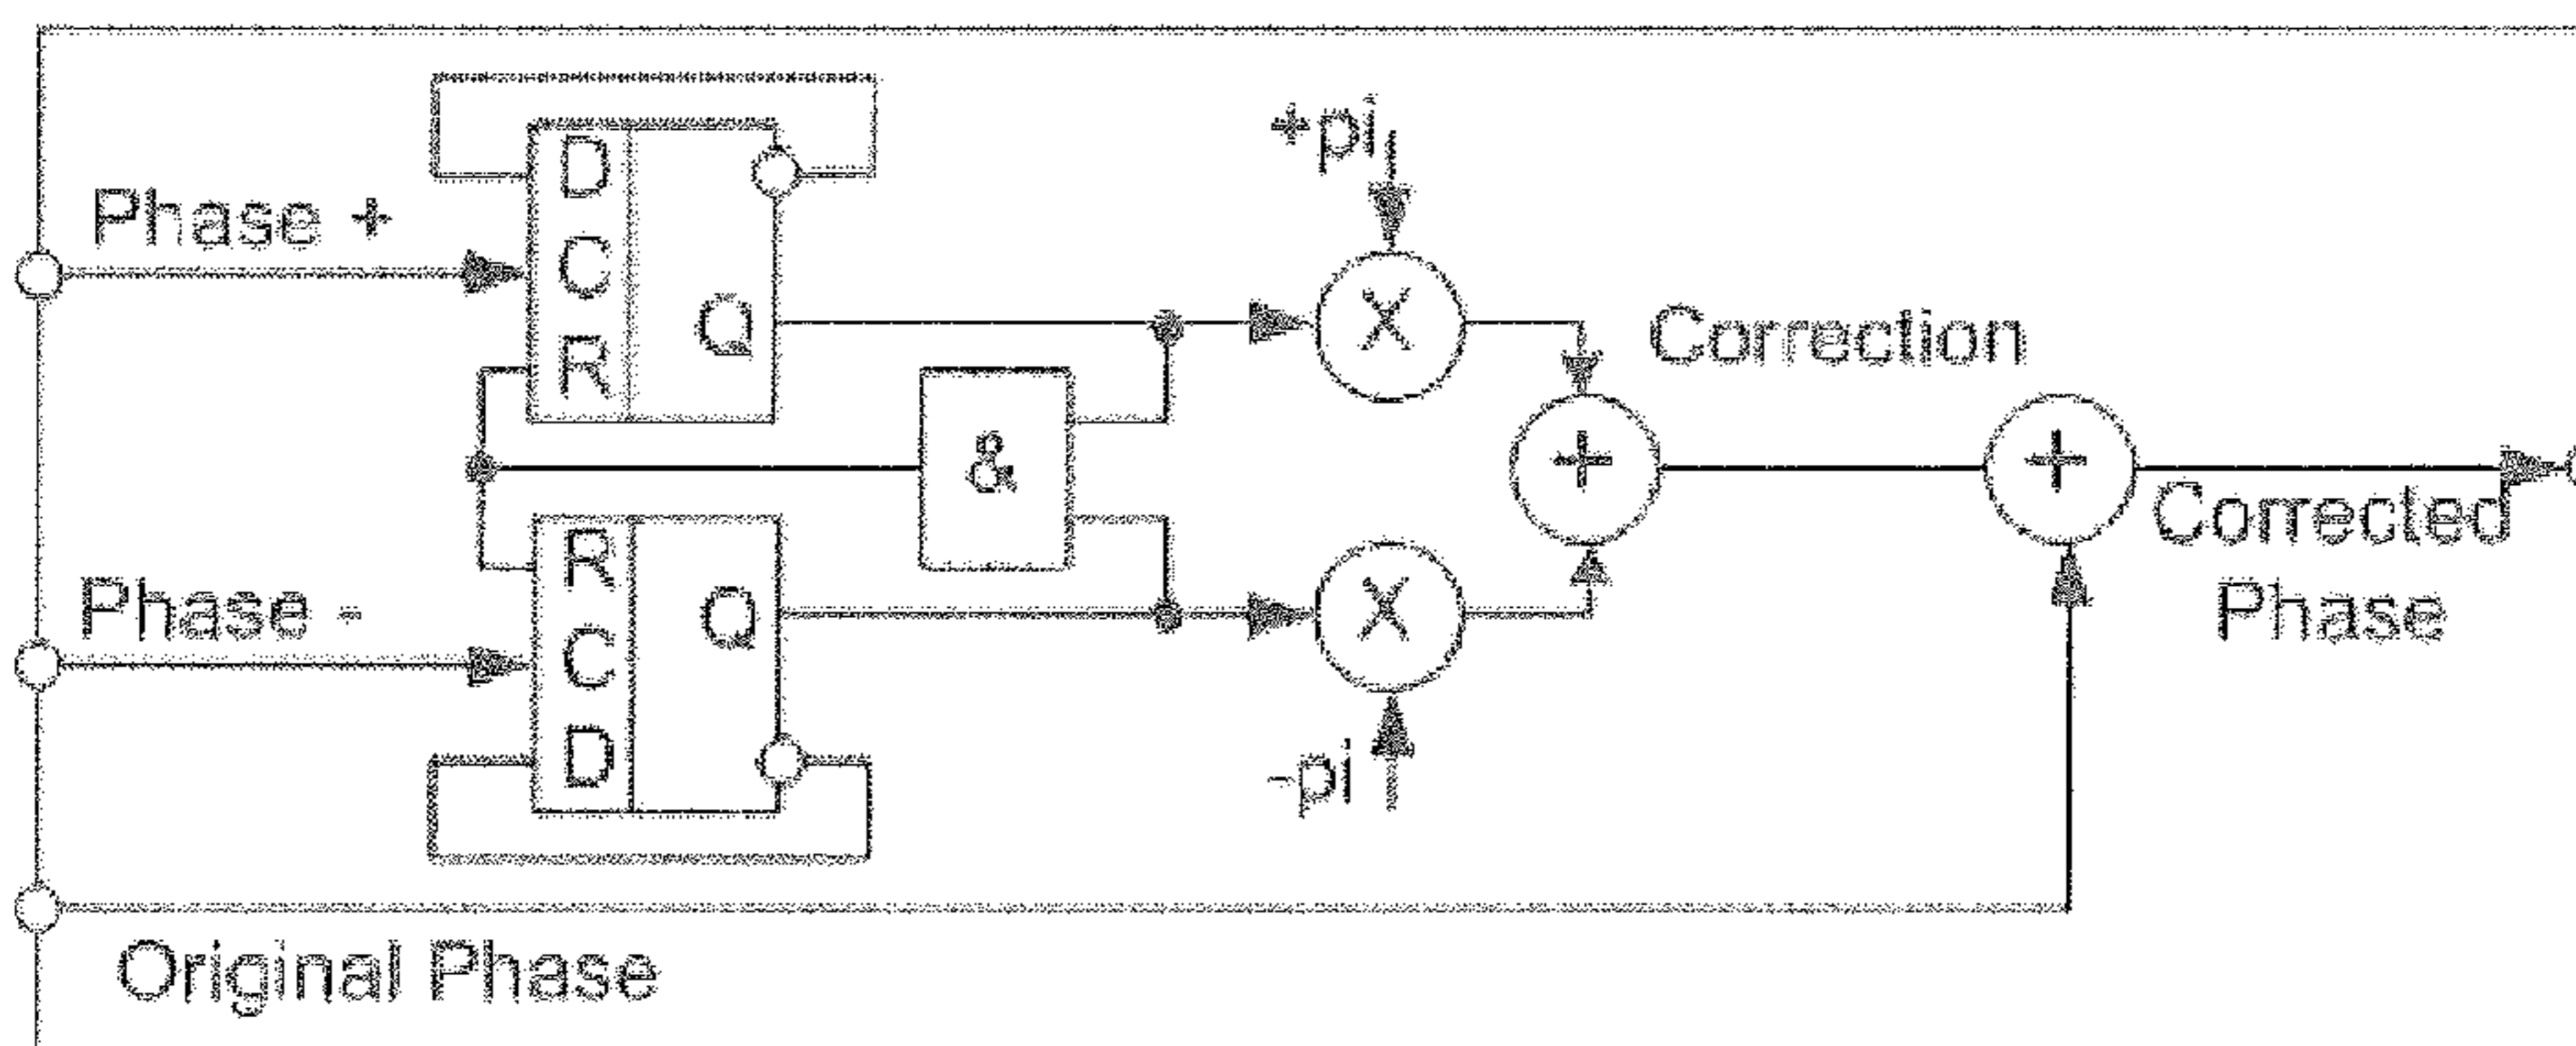 +pi
D
Phase +
C
Q
X
Correction
R
&
+
+
Corrected
Phase
R
Phase -
Q
X
C
D
-pi
Original Phase